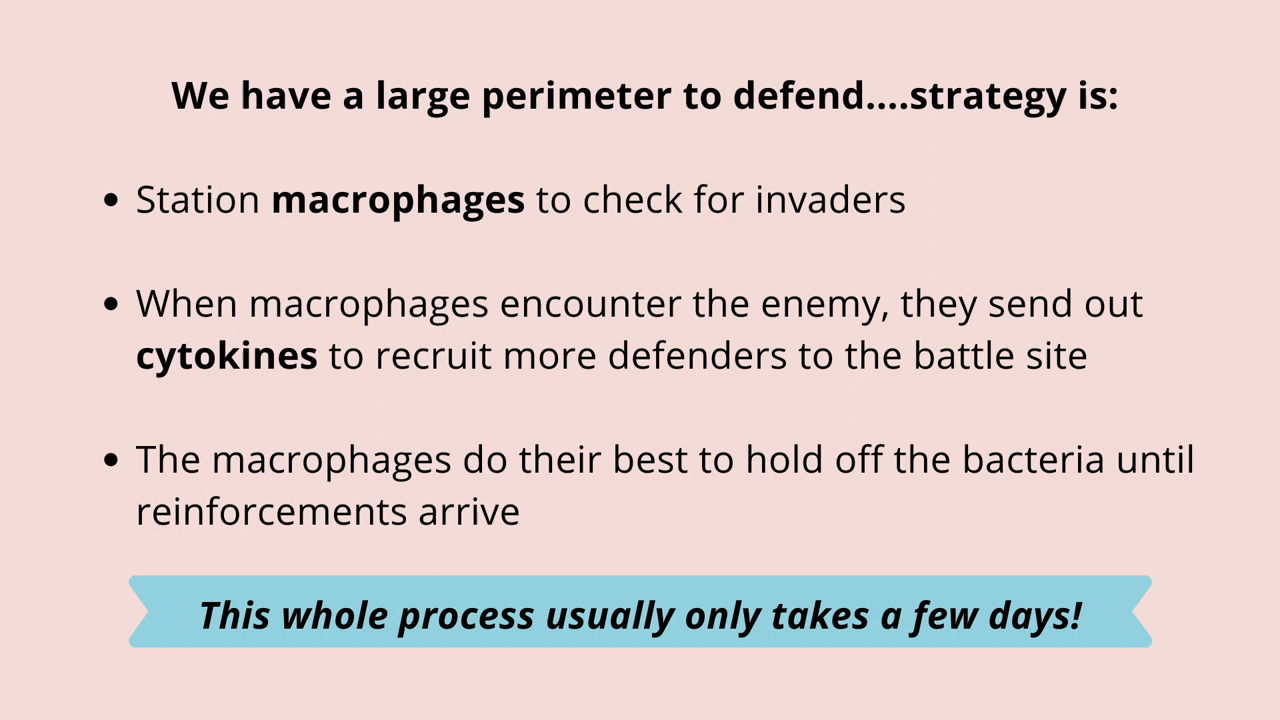 We have a large perimeter to defend....strategy is:
• Station macrophages to check for invaders
• When macrophages encounter the enemy, they send out
cytokines to recruit more defenders to the battle site
• The macrophages do their best to hold off the bacteria until
reinforcements arrive
This whole process usually only takes a few days!